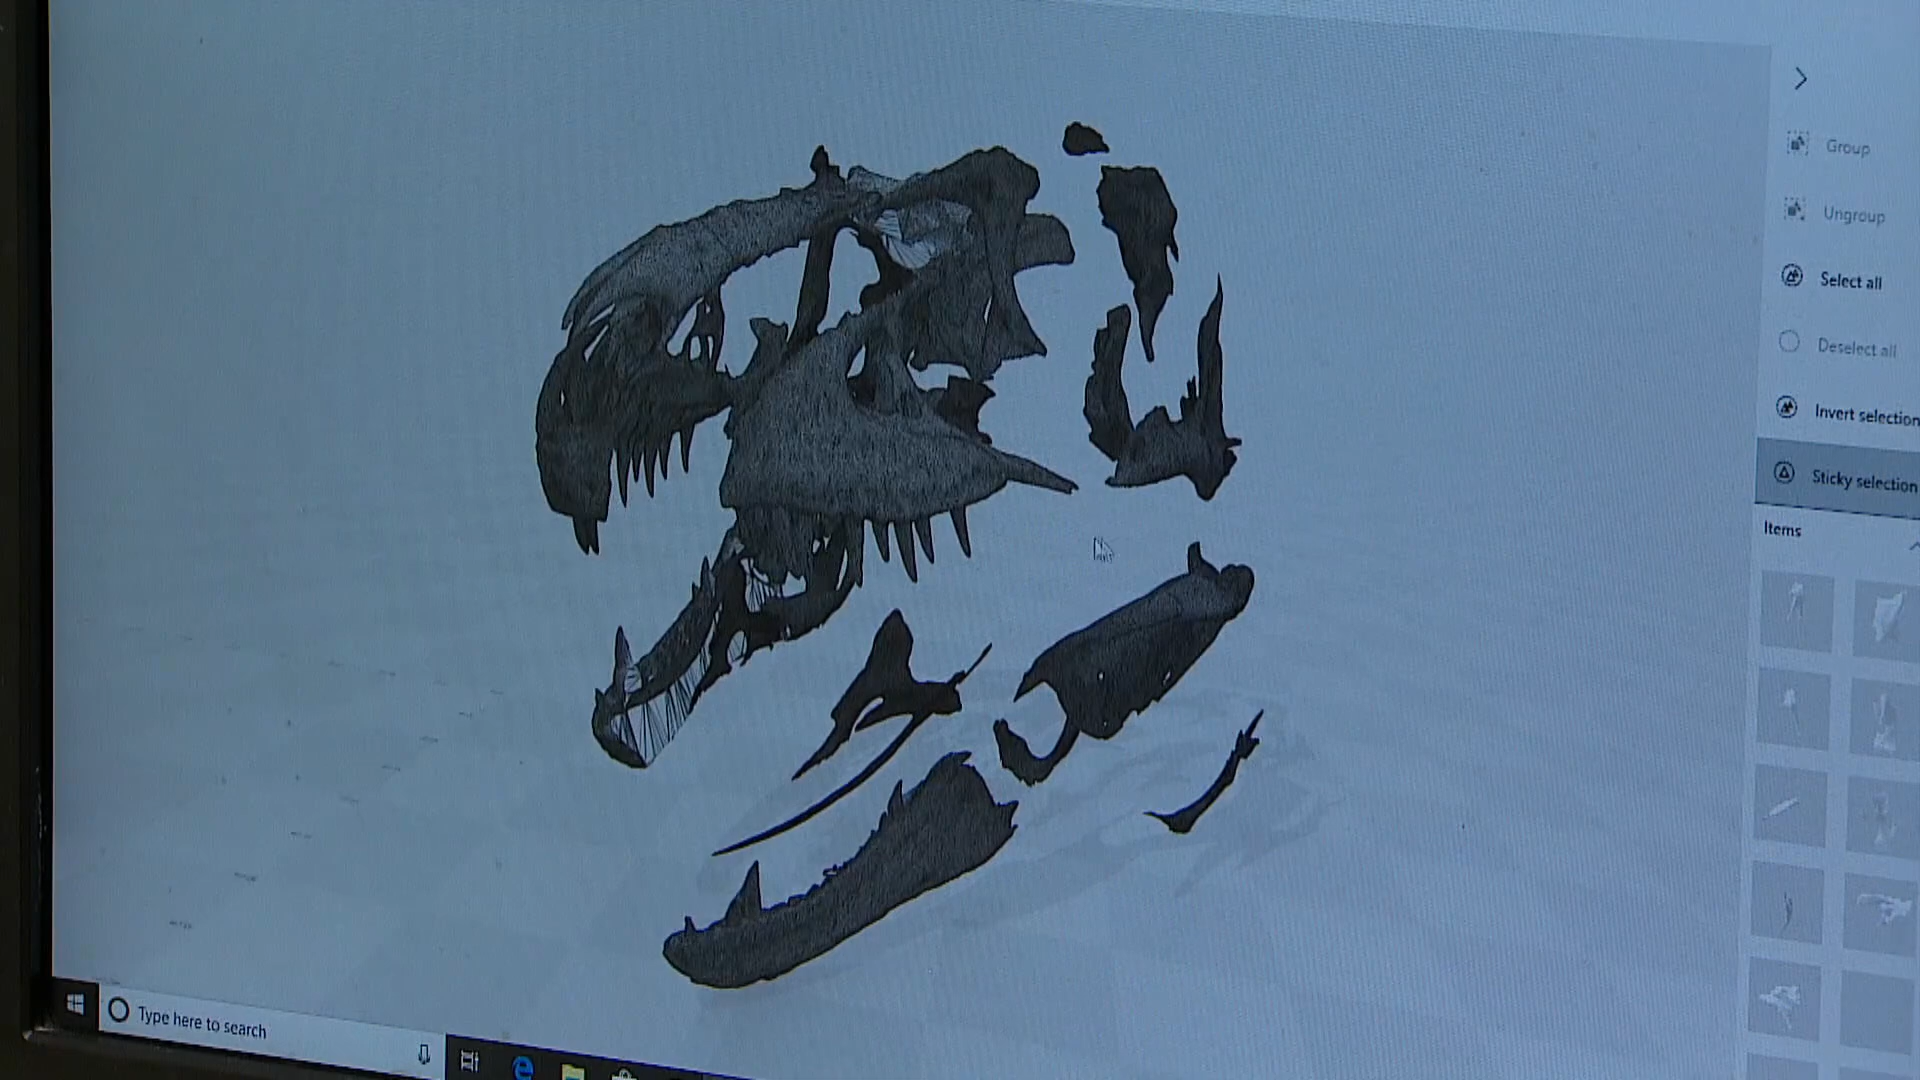 Group
Ungroup
Select all
Deselect all
Invert selection
Sticky selection
Items
Type here to search